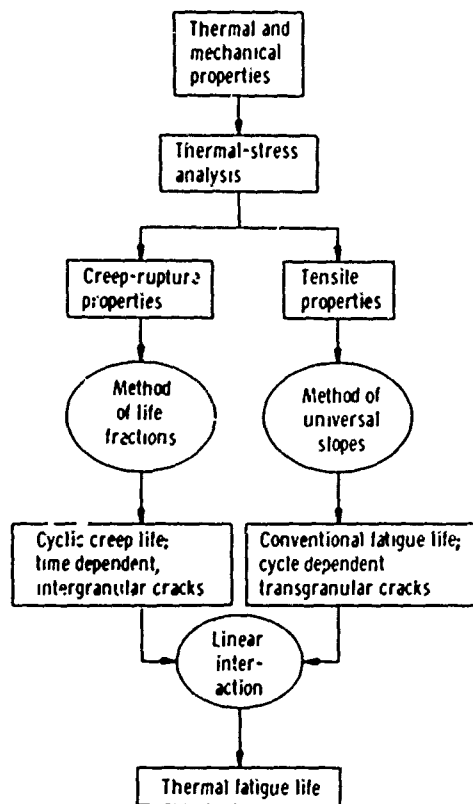 Thermal and
mechanical
properties
Thermal-stress
analysis
Creep-rupture
properties
Tensile
properties
Method
of life
fractions
Method of
universal
slopes
Cyclic creep life;
time dependent,
intergranular cracks
Conventional fatigue life;
cycle dependent
transgranular cracks
Linear
inter-
action
Thermal fatigue life